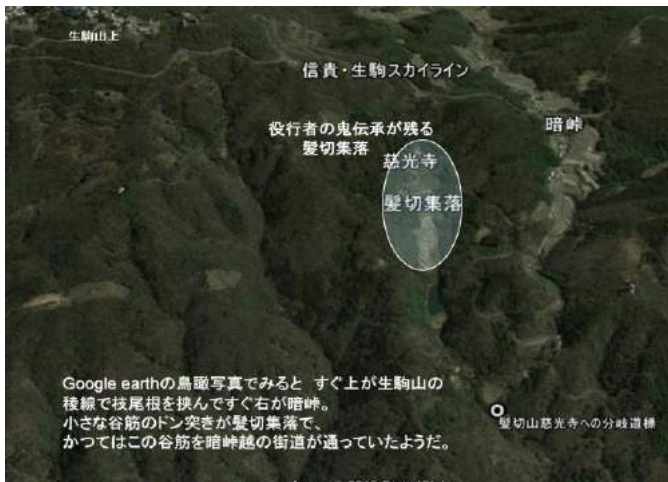 生駒山上
信貴・生駒スカイライン
暗峠
役行者の鬼伝承が残る
髪切集落
慈光寺
髪切集落
Google earthの鳥瞰写真でみると すぐ上が生駒山の
稜線で枝尾根を挟んですぐ右が暗峠。
小さな谷筋のドン突きが髪切集落で、
かつてはこの谷筋を暗峠越の街道が通っていたようだ。
髪切山慈光寺への分岐道標